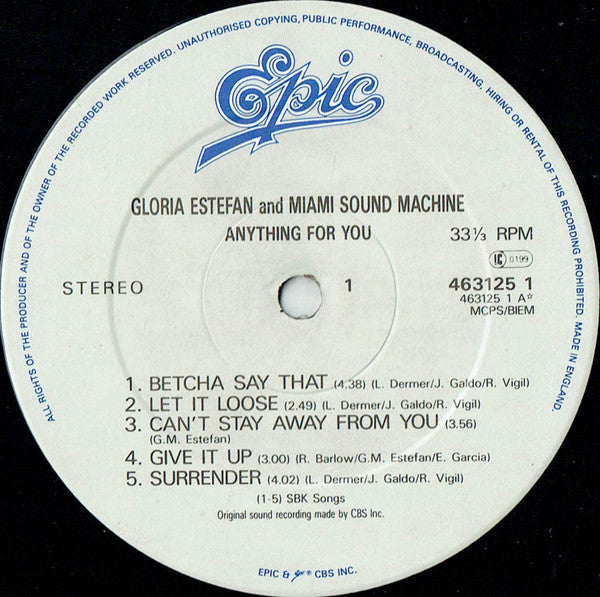 ALL RIGHTS OF THE PRODUCER AND OF THE OWNER OF THE RECORDED WORK RESERVED. UNAUTHORISED COPYING, PUBLIC PERFORMANCE, BROADCASTING, HIRING OR RENTAL OF THIS RECORDING PROHIBITED. MADE IN ENGLAND.
Epic
GLORIA ESTEFAN and MIAMI SOUND MACHINE
ANYTHING FOR YOU 33⅓ RPM
LC 0199
STEREO 1 463125 1
463125 1 A☆
MCPS/BIEM
1. BETCHA SAY THAT (4.38) (L. Dermer/J. Galdo/R. Vigil)
2. LET IT LOOSE (2.49) (L. Dermer/J. Galdo/R. Vigil)
3. CAN'T STAY AWAY FROM YOU (3.56)
(G.M. Estefan)
4. GIVE IT UP (3.00) (R. Barlow/G.M. Estefan/E. Garcia)
5. SURRENDER (4.02) (L. Dermer/J. Galdo/R. Vigil)
(1-5) SBK Songs
Original sound recording made by CBS Inc.
EPIC & Epic ® CBS INC.